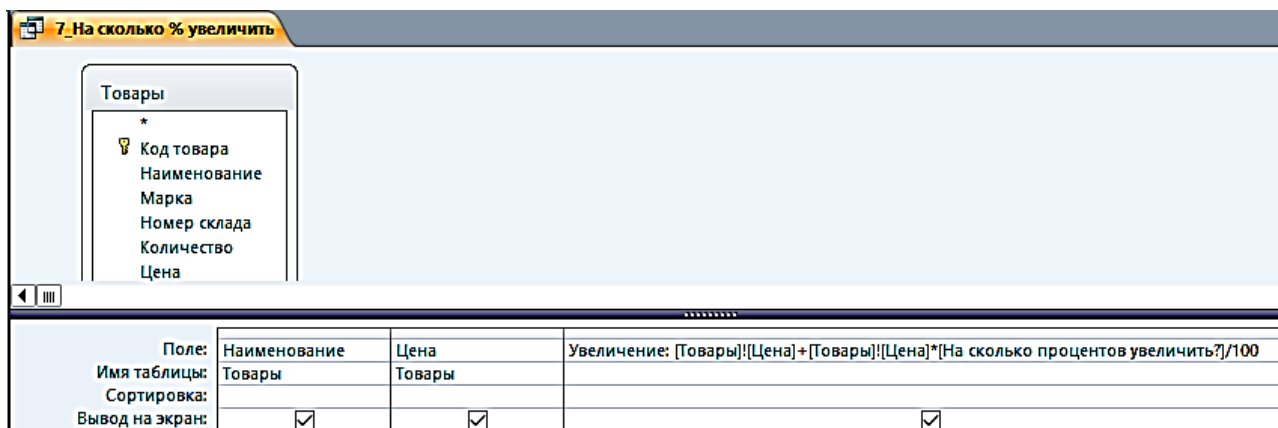 7_На сколько % увеличить
Товары
*
Код товара
Наименование
Марка
Номер склада
Количество
Цена
Поле: Наименование Цена Увеличение: [Товары]![Цена]+[Товары]![Цена]*[На сколько процентов увеличить?]/100
Имя таблицы: Товары Товары
Сортировка:
Вывод на экран: